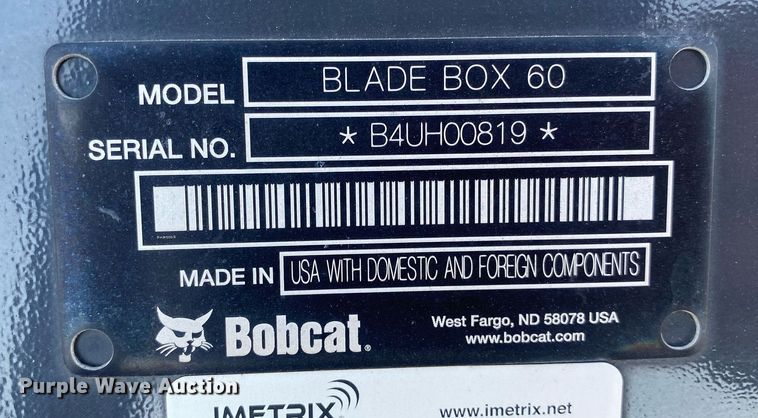 MODEL BLADE BOX 60
SERIAL NO. * B4UH00819 *
MADE IN USA WITH DOMESTIC AND FOREIGN COMPONENTS
Bobcat®
West Fargo, ND 58078 USA
www.bobcat.com
Purple Wave Auction
IMETRIX
www.imetrix.net